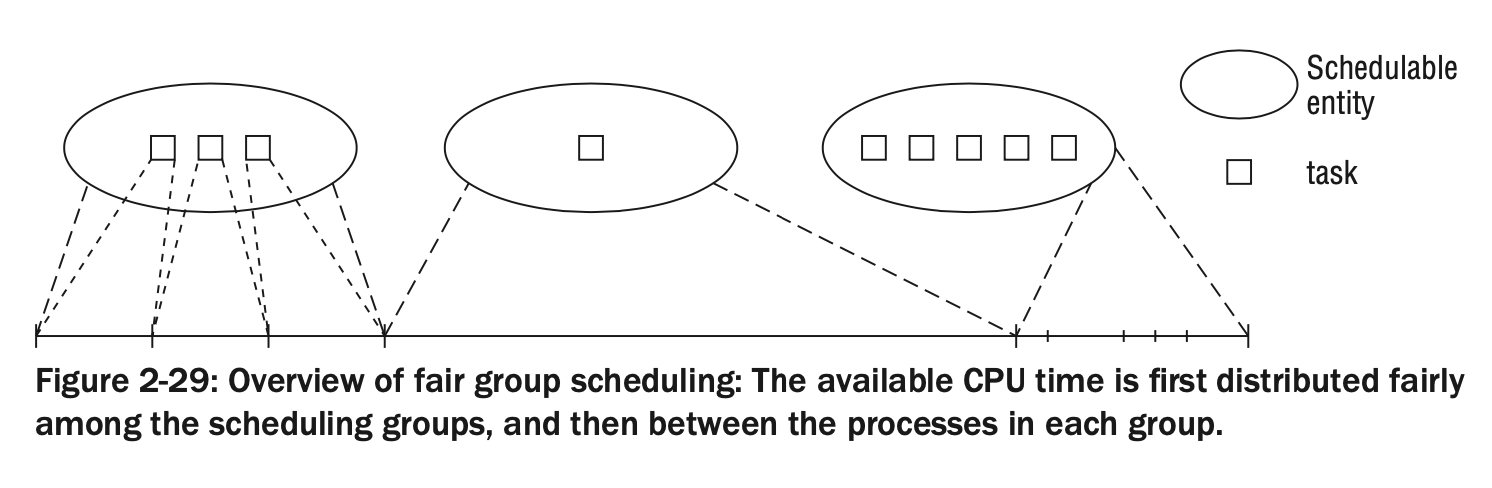 Schedulable
entity
task
Figure 2-29: Overview of fair group scheduling: The available CPU time is first distributed fairly
among the scheduling groups, and then between the processes in each group.